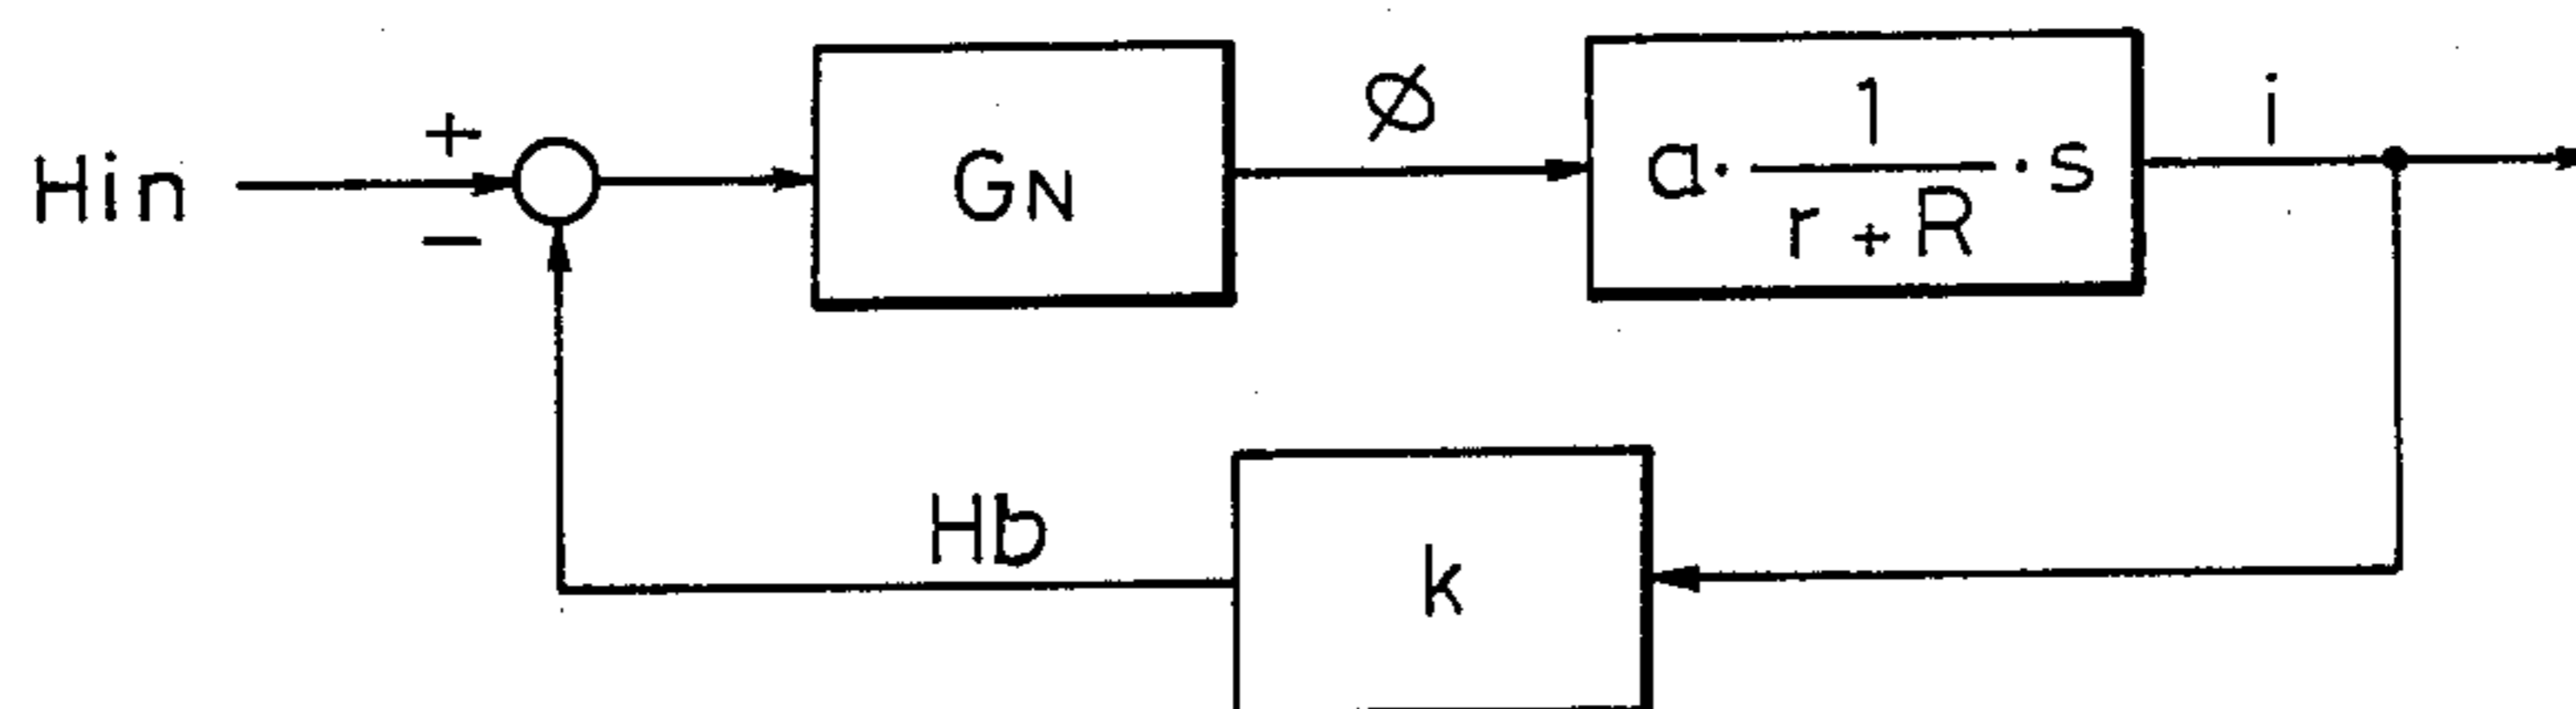 Hin
+
−
GN
Ø
a · 1 / r + R · s
i
Hb
k